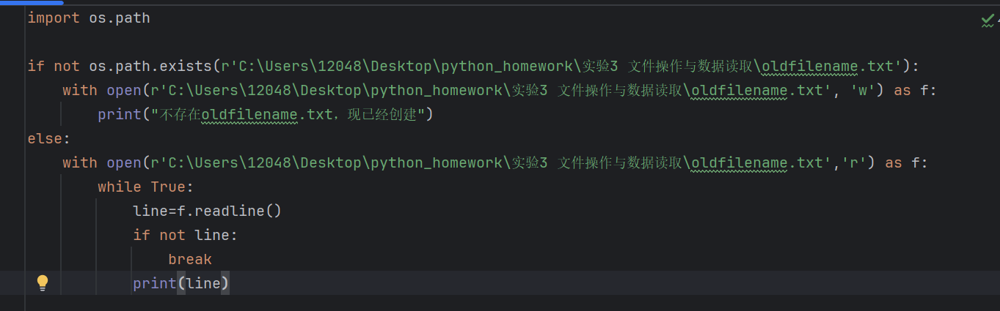 import os.path
if not os.path.exists(r'C:\Users\12048\Desktop\python_homework\实验3 文件操作与数据读取\oldfilename.txt'):
    with open(r'C:\Users\12048\Desktop\python_homework\实验3 文件操作与数据读取\oldfilename.txt', 'w') as f:
        print("不存在oldfilename.txt，现已经创建")
else:
    with open(r'C:\Users\12048\Desktop\python_homework\实验3 文件操作与数据读取\oldfilename.txt','r') as f:
        while True:
            line=f.readline()
            if not line:
                break
            print(line)